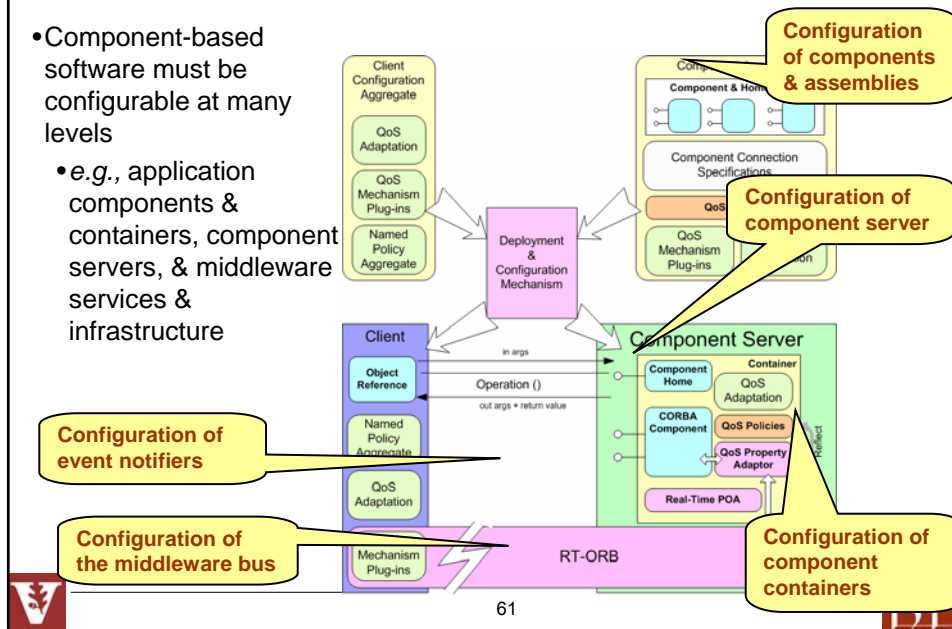 •Component-based
software must be
configurable at many
levels
•e.g., application
components &
containers, component
servers, & middleware
services &
infrastructure
Client
Configuration
Aggregate
QoS
Adaptation
QoS
Mechanism
Plug-ins
Named
Policy
Aggregate
Deployment
&
Configuration
Mechanism
Configuration
of components
& assemblies
Component & Home
Component Connection
Specifications
QoS
QoS
Mechanism
Plug-ins
Configuration of
component server
Client
Object
Reference
in args
Operation ()
out args + return value
Named
Policy
Aggregate
QoS
Adaptation
Mechanism
Plug-ins
Component Server
Component
Home
Container
QoS
Adaptation
CORBA
Component
QoS Policies
QoS Property
Adaptor
Reflect
Real-Time POA
RT-ORB
Configuration of
event notifiers
Configuration of
the middleware bus
Configuration of
component
containers
61
V